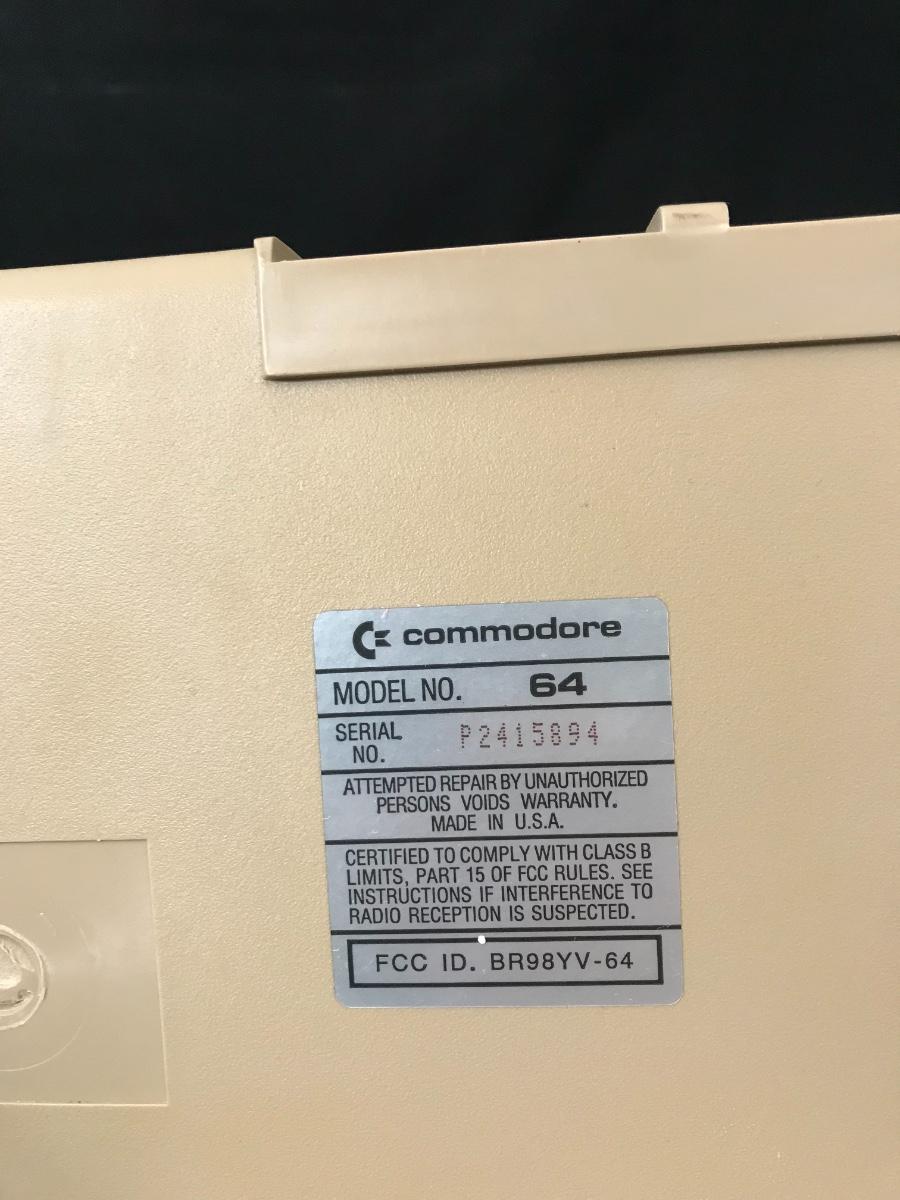 commodore
MODEL NO. 64
SERIAL NO. P2415894
ATTEMPTED REPAIR BY UNAUTHORIZED
PERSONS VOIDS WARRANTY.
MADE IN U.S.A.
CERTIFIED TO COMPLY WITH CLASS B
LIMITS, PART 15 OF FCC RULES. SEE
INSTRUCTIONS IF INTERFERENCE TO
RADIO RECEPTION IS SUSPECTED.
FCC ID. BR98YV-64